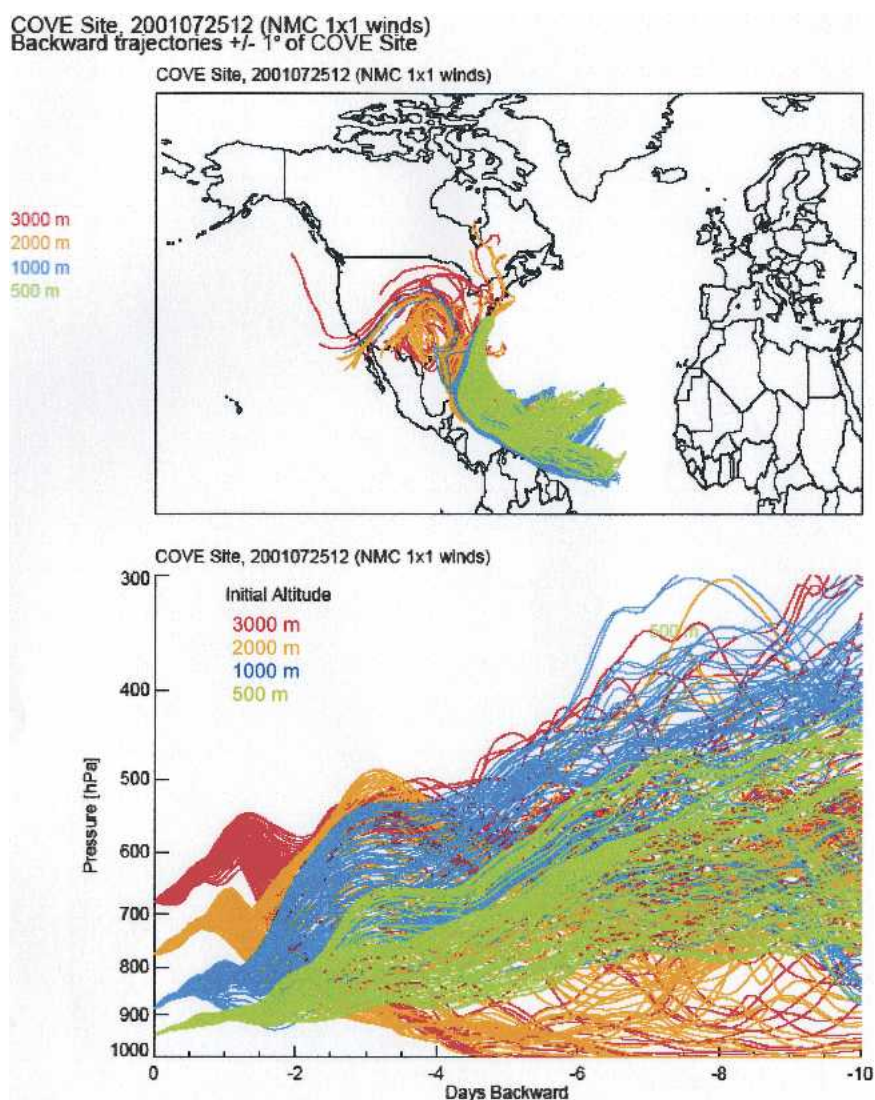 COVE Site, 2001072512 (NMC 1x1 winds)
Backward trajectories +/- 1° of COVE Site
COVE Site, 2001072512 (NMC 1x1 winds)
3000 m
2000 m
1000 m
500 m
COVE Site, 2001072512 (NMC 1x1 winds)
Initial Altitude
3000 m
2000 m
1000 m
500 m
500 m
Pressure [hPa]
300
400
500
600
700
800
900
1000
0
-2
-4
-6
-8
-10
Days Backward